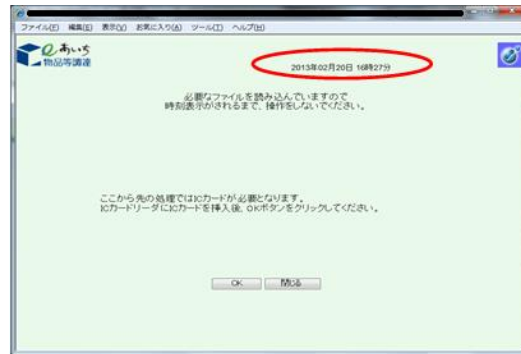 ファイル(F) 編集(E) 表示(V) お気に入り(A) ツール(T) ヘルプ(H)
eあいち
物品等調達
2013年02月20日 16時27分
必要なファイルを読み込んでいますので
時刻表示がされるまで、操作をしないでください。
ここから先の処理ではICカードが必要となります。
ICカードリーダにICカードを挿入後、OKボタンをクリックしてください。
OK 閉じる